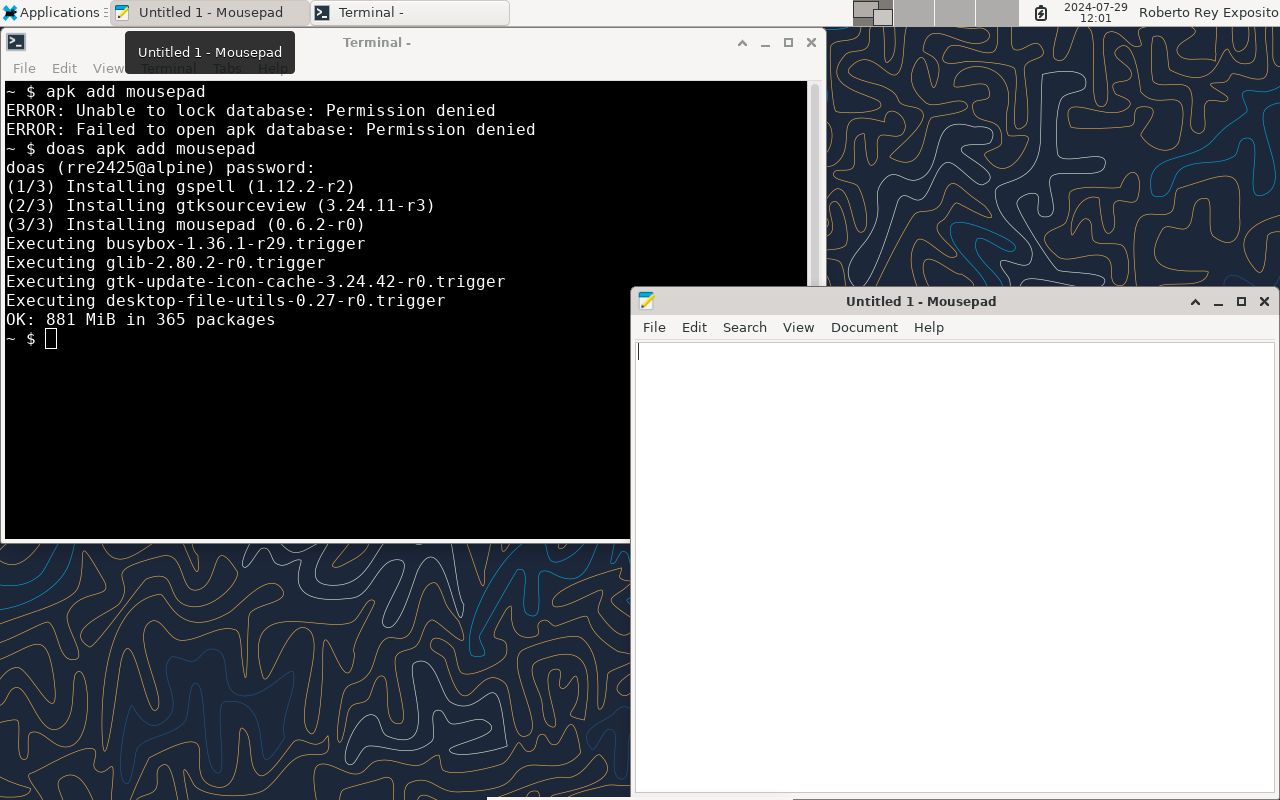 Applications
Untitled 1 - Mousepad
Terminal -
2024-07-29
12:01
Roberto Rey Exposito
Terminal -
Untitled 1 - Mousepad
File Edit View Terminal Tabs Help
~ $ apk add mousepad
ERROR: Unable to lock database: Permission denied
ERROR: Failed to open apk database: Permission denied
~ $ doas apk add mousepad
doas (rre2425@alpine) password:
(1/3) Installing gspell (1.12.2-r2)
(2/3) Installing gtksourceview (3.24.11-r3)
(3/3) Installing mousepad (0.6.2-r0)
Executing busybox-1.36.1-r29.trigger
Executing glib-2.80.2-r0.trigger
Executing gtk-update-icon-cache-3.24.42-r0.trigger
Executing desktop-file-utils-0.27-r0.trigger
OK: 881 MiB in 365 packages
~ $
Untitled 1 - Mousepad
File Edit Search View Document Help